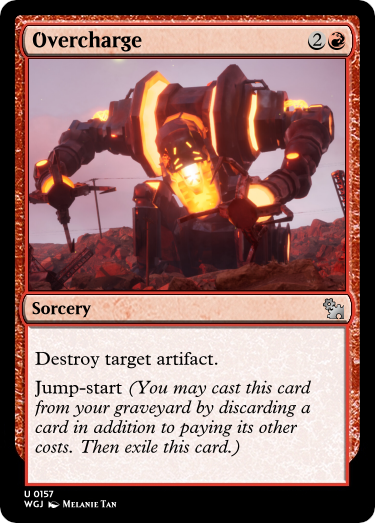 Overcharge 2
Sorcery
Destroy target artifact.
Jump-start (You may cast this card
from your graveyard by discarding a
card in addition to paying its other
costs. Then exile this card.)
U 0157
WGJ Melanie Tan